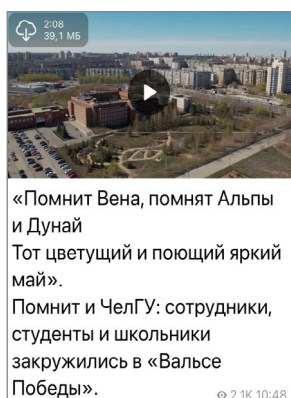 2:08
39,1 МБ
«Помнит Вена, помнят Альпы
и Дунай
Тот цветущий и поющий яркий
май».
Помнит и ЧелГУ: сотрудники,
студенты и школьники
закружились в «Вальсе
Победы».
2.1K 10:48